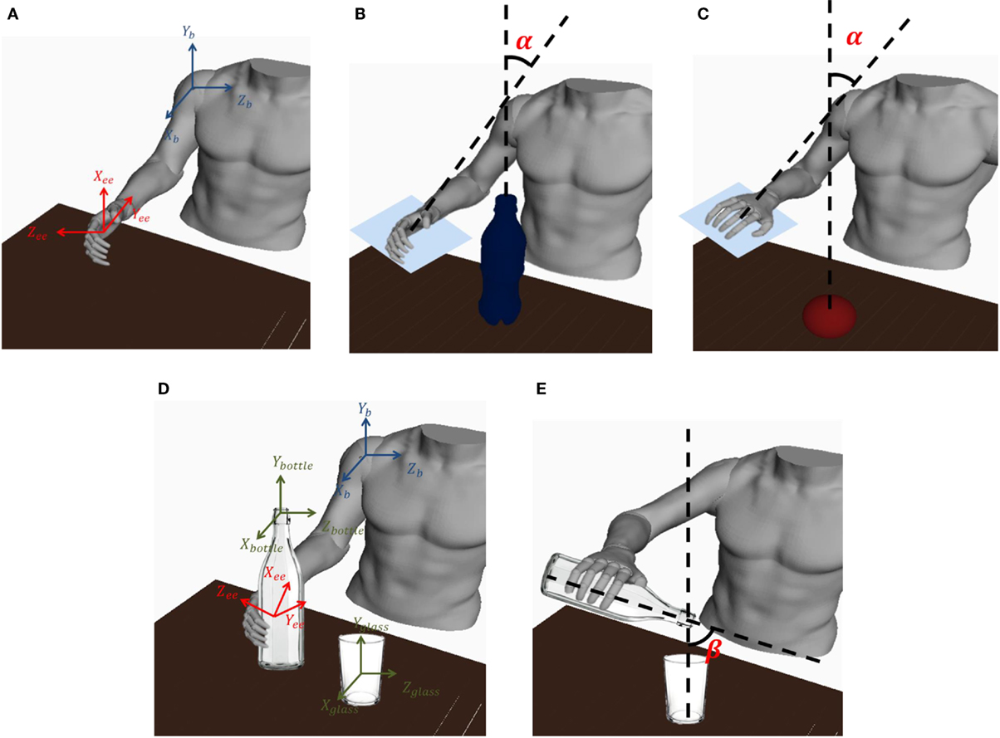 A
B
C
Y_b
Z_b
X_b
X_ee
Y_ee
Z_ee
α
α
D
E
Y_b
Z_b
X_b
Y_bottle
Z_bottle
X_bottle
X_ee
Z_ee
Y_ee
Y_glass
Z_glass
X_glass
β